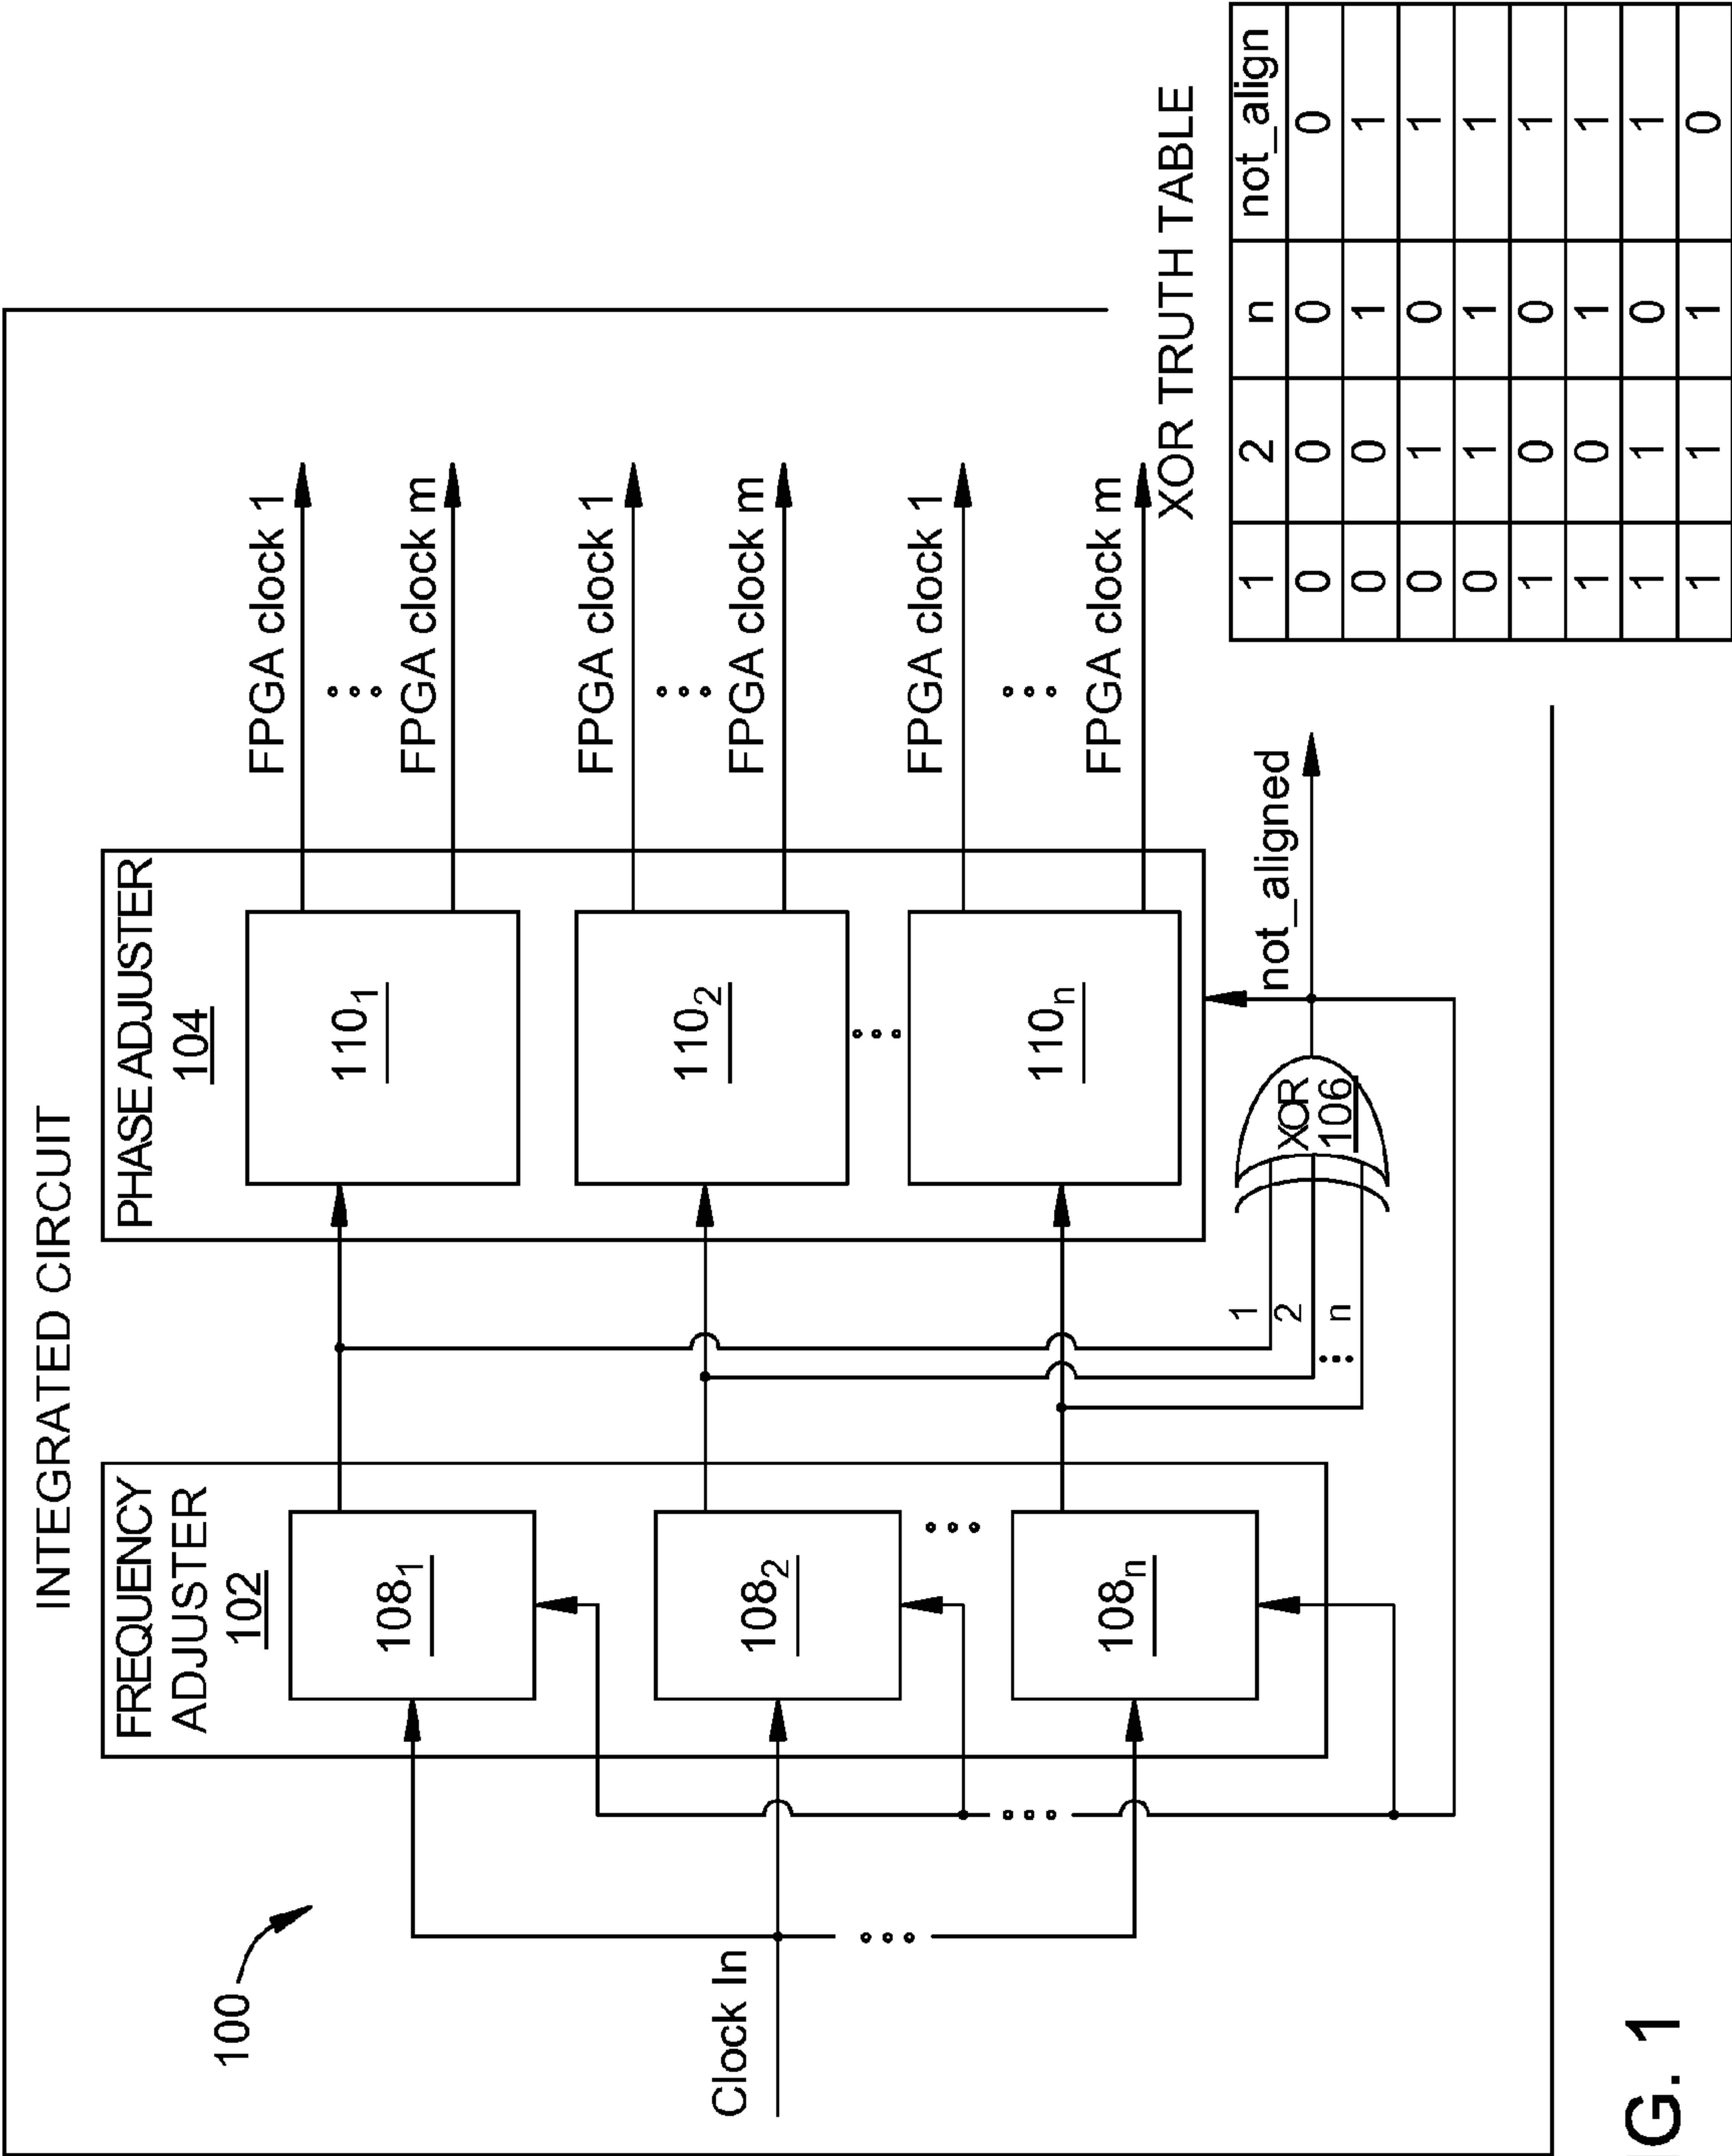 INTEGRATED CIRCUIT
100
FREQUENCY
ADJUSTER
102
PHASE ADJUSTER
104
Clock In
108₁
108₂
108ₙ
110₁
110₂
110ₙ
FPGA clock 1
FPGA clock m
FPGA clock 1
FPGA clock m
FPGA clock 1
FPGA clock m
1
2
n
XOR
106
not_aligned
XOR TRUTH TABLE
1 2 n not_align
0 0 0 0
0 0 1 1
0 1 0 1
0 1 1 1
1 0 0 1
1 0 1 1
1 1 0 1
1 1 1 0
G. 1